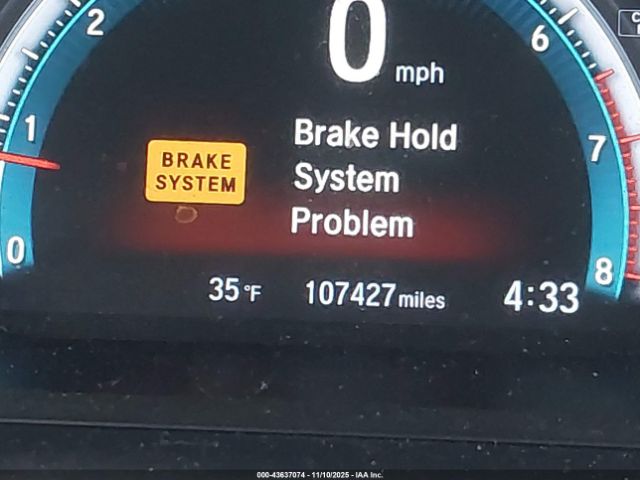 0 mph
2
6
1
7
Brake Hold
BRAKE
SYSTEM
System
Problem
0
8
35°F 107427 miles 4:33
000-43637074 - 11/10/2025 - IAA Inc.